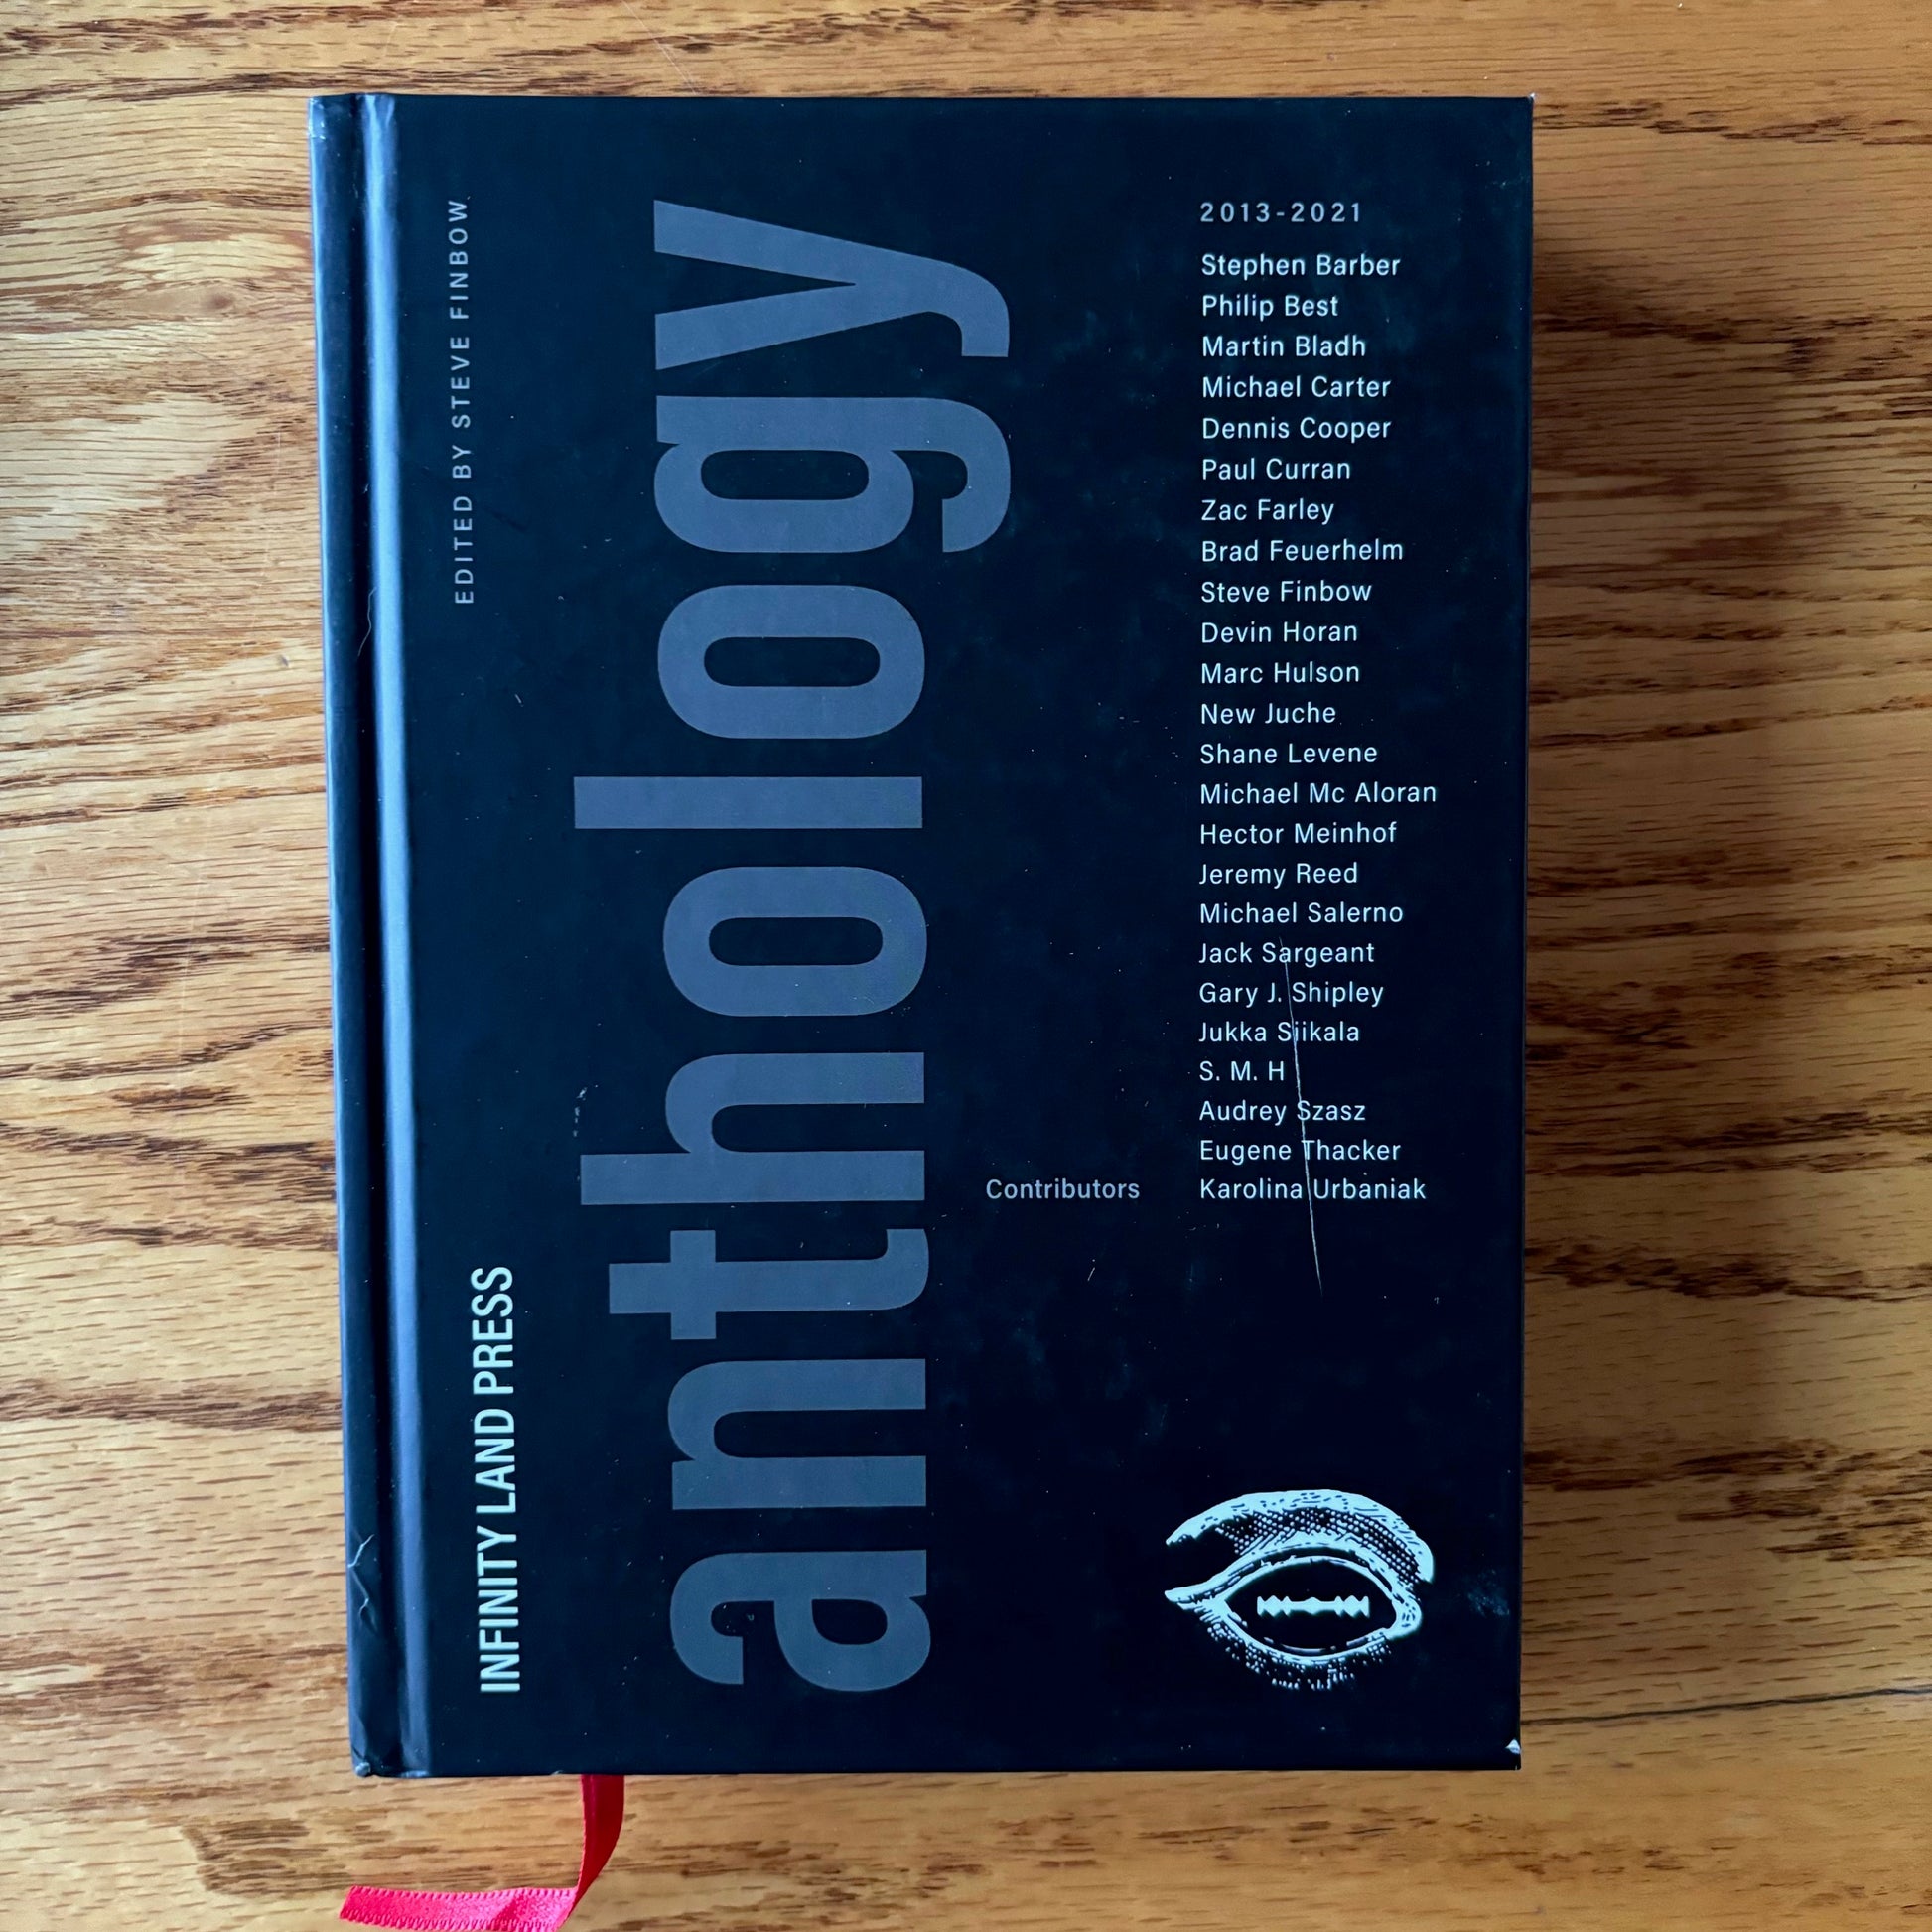 EDITED BY STEVE FINBOW
INFINITY LAND PRESS
anthology
2013-2021
Contributors
Stephen Barber
Philip Best
Martin Bladh
Michael Carter
Dennis Cooper
Paul Curran
Zac Farley
Brad Feuerhelm
Steve Finbow
Devin Horan
Marc Hulson
New Juche
Shane Levene
Michael Mc Aloran
Hector Meinhof
Jeremy Reed
Michael Salerno
Jack Sargeant
Gary J. Shipley
Jukka Siikala
S. M. H
Audrey Szasz
Eugene Thacker
Karolina Urbaniak